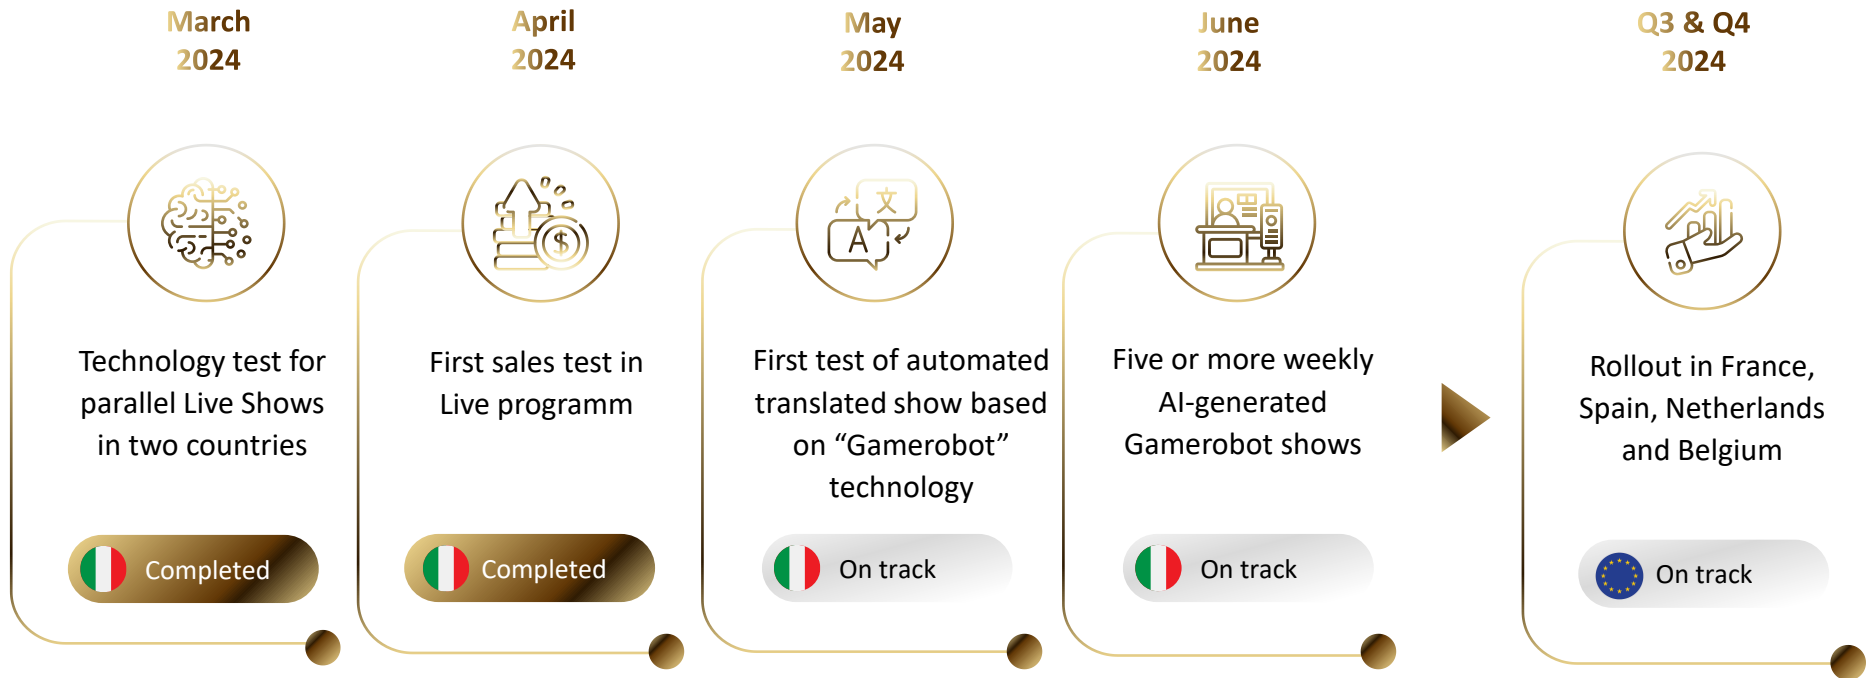 March
2024
April
2024
May
2024
June
2024
Q3 & Q4
2024
$
文
A
Technology test for
parallel Live Shows
in two countries
Completed
First sales test in
Live programm
Completed
First test of automated
translated show based
on “Gamerobot”
technology
On track
Five or more weekly
AI-generated
Gamerobot shows
On track
Rollout in France,
Spain, Netherlands
and Belgium
On track